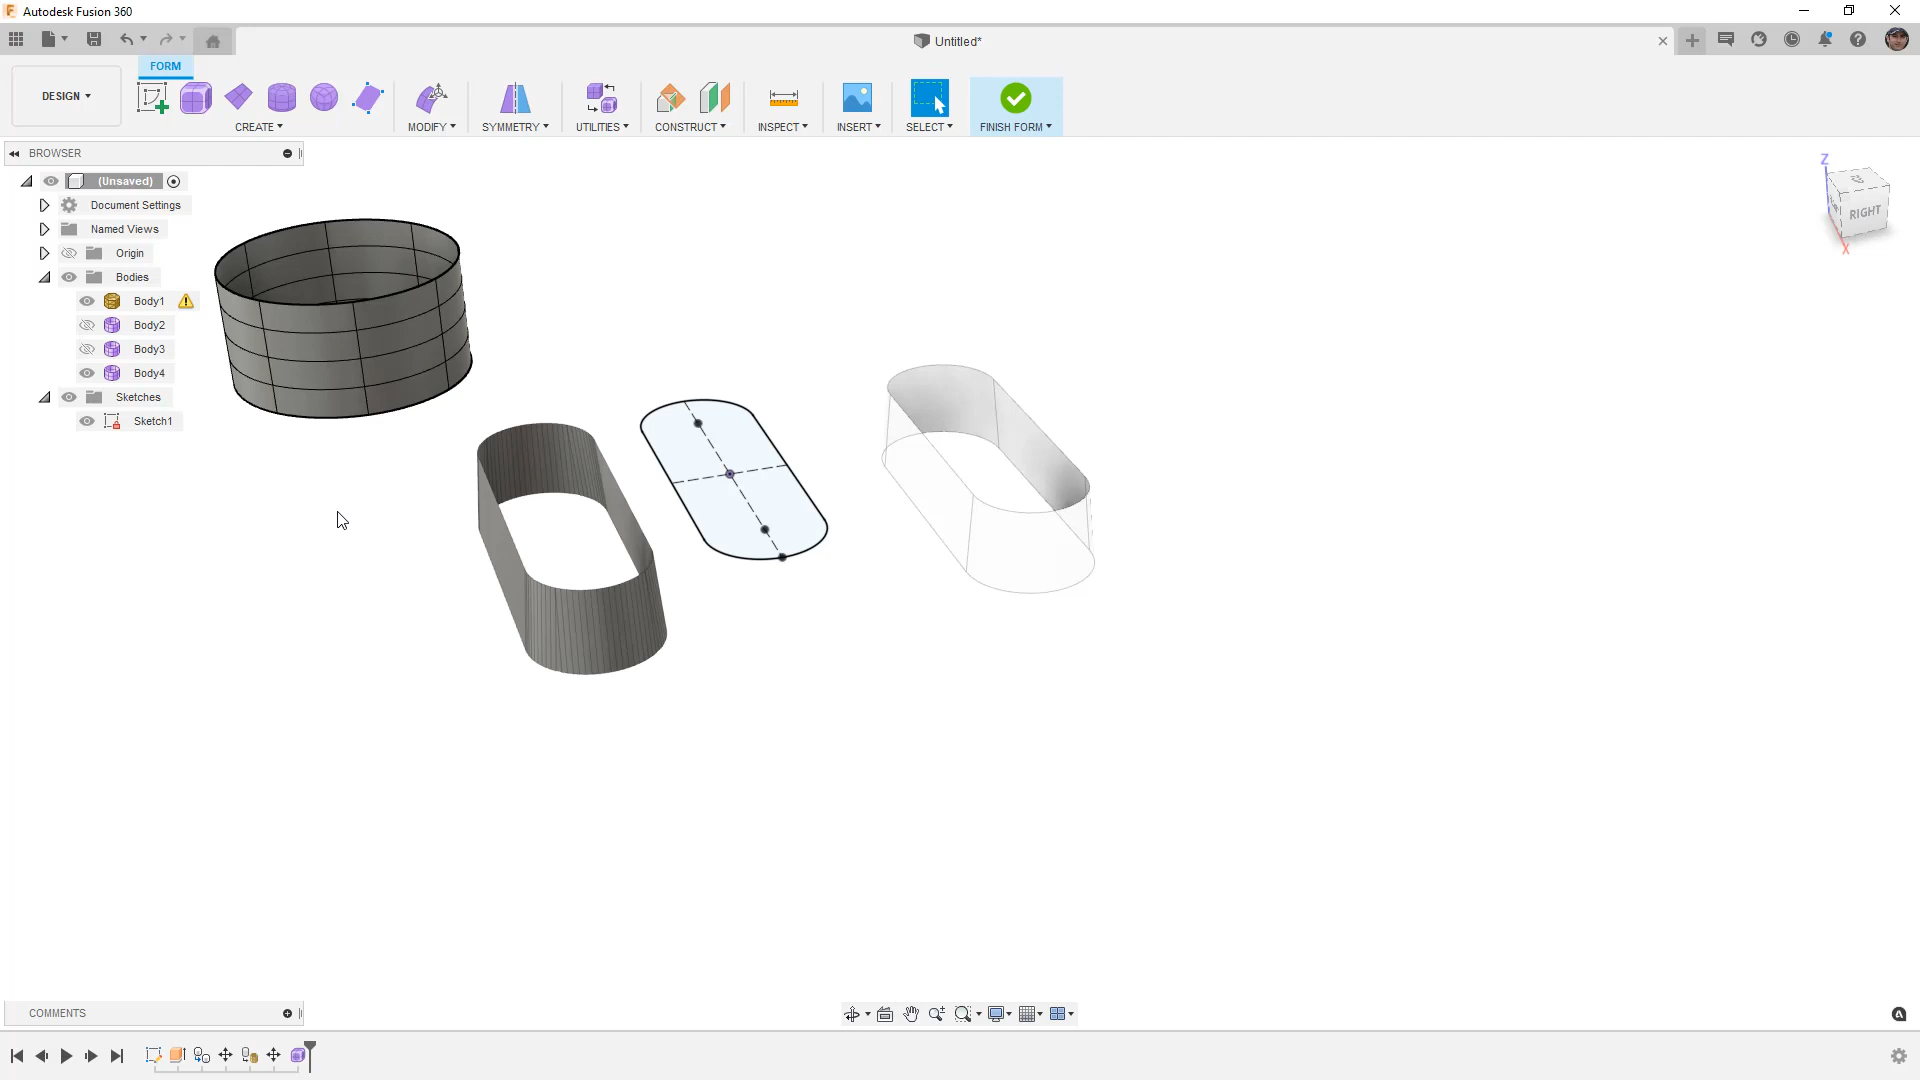 Autodesk Fusion 360
Untitled*
FORM
DESIGN
CREATE
MODIFY
SYMMETRY
UTILITIES
CONSTRUCT
INSPECT
INSERT
SELECT
FINISH FORM
BROWSER
(Unsaved)
Document Settings
Named Views
Origin
Bodies
Body1
Body2
Body3
Body4
Sketches
Sketch1
Z
RIGHT
X
COMMENTS